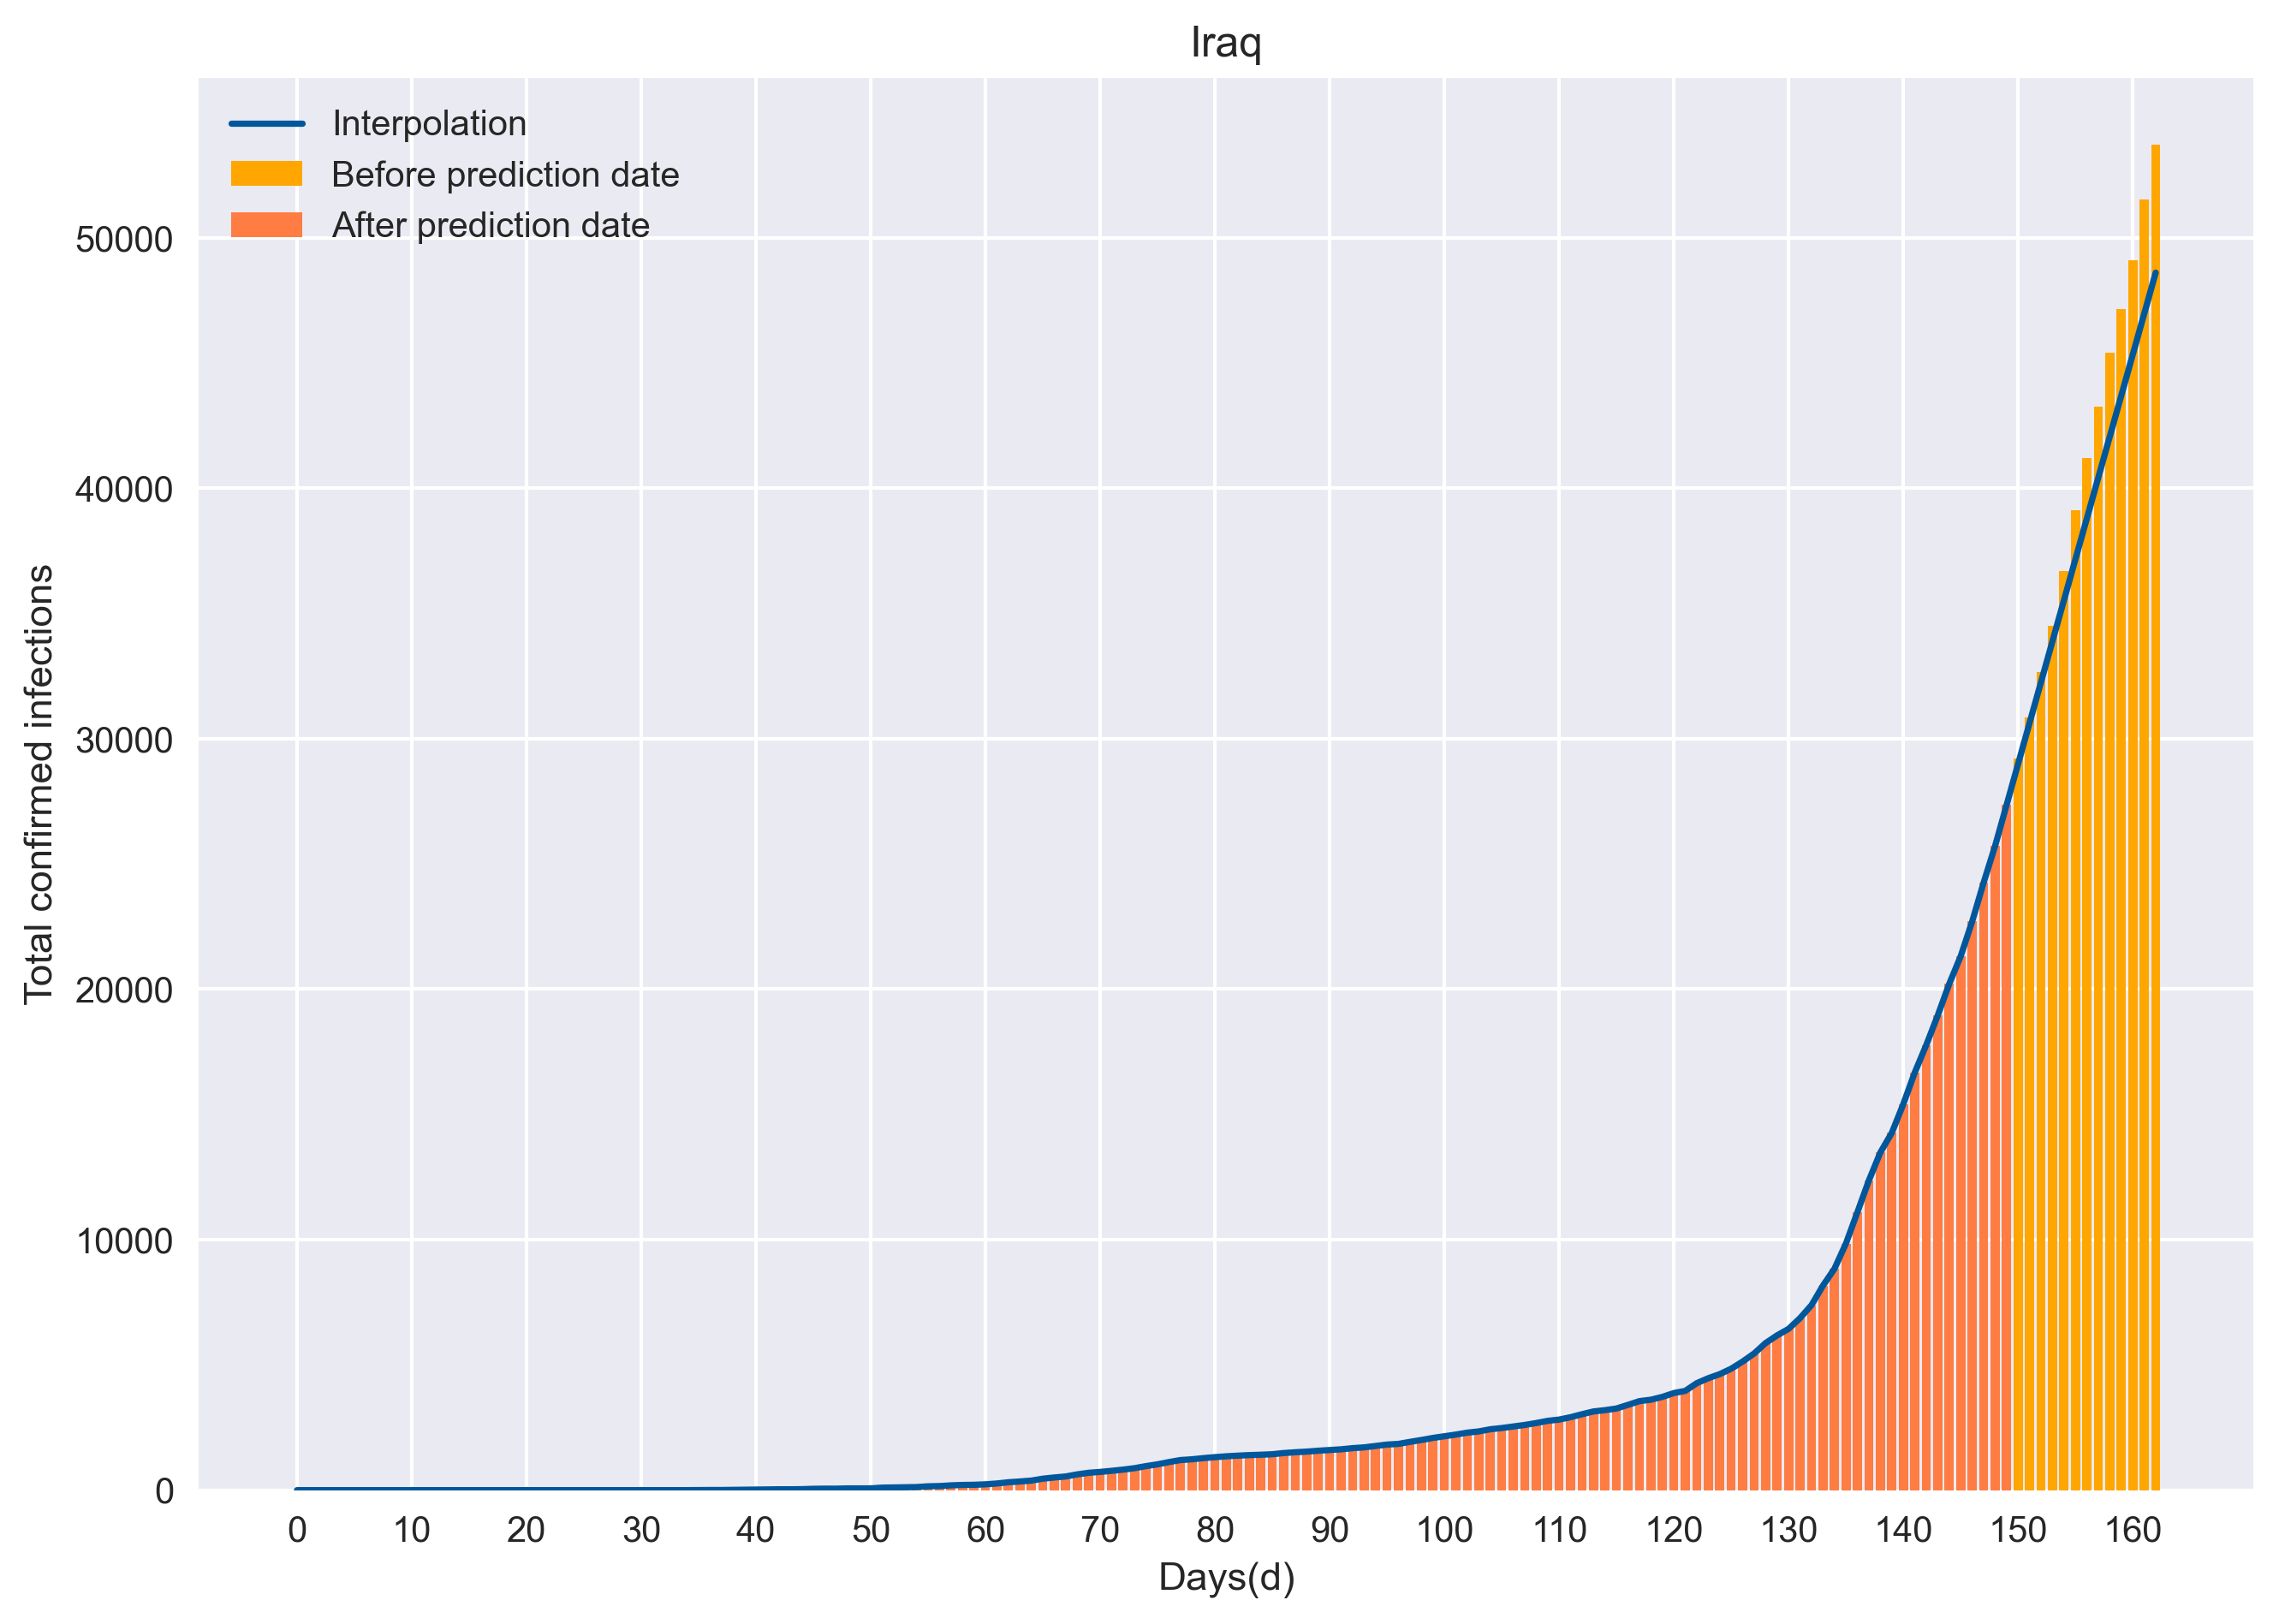 Iraq
Interpolation
Before prediction date
After prediction date
Total confirmed infections
50000
40000
30000
20000
10000
0
0 10 20 30 40 50 60 70 80 90 100 110 120 130 140 150 160
Days(d)